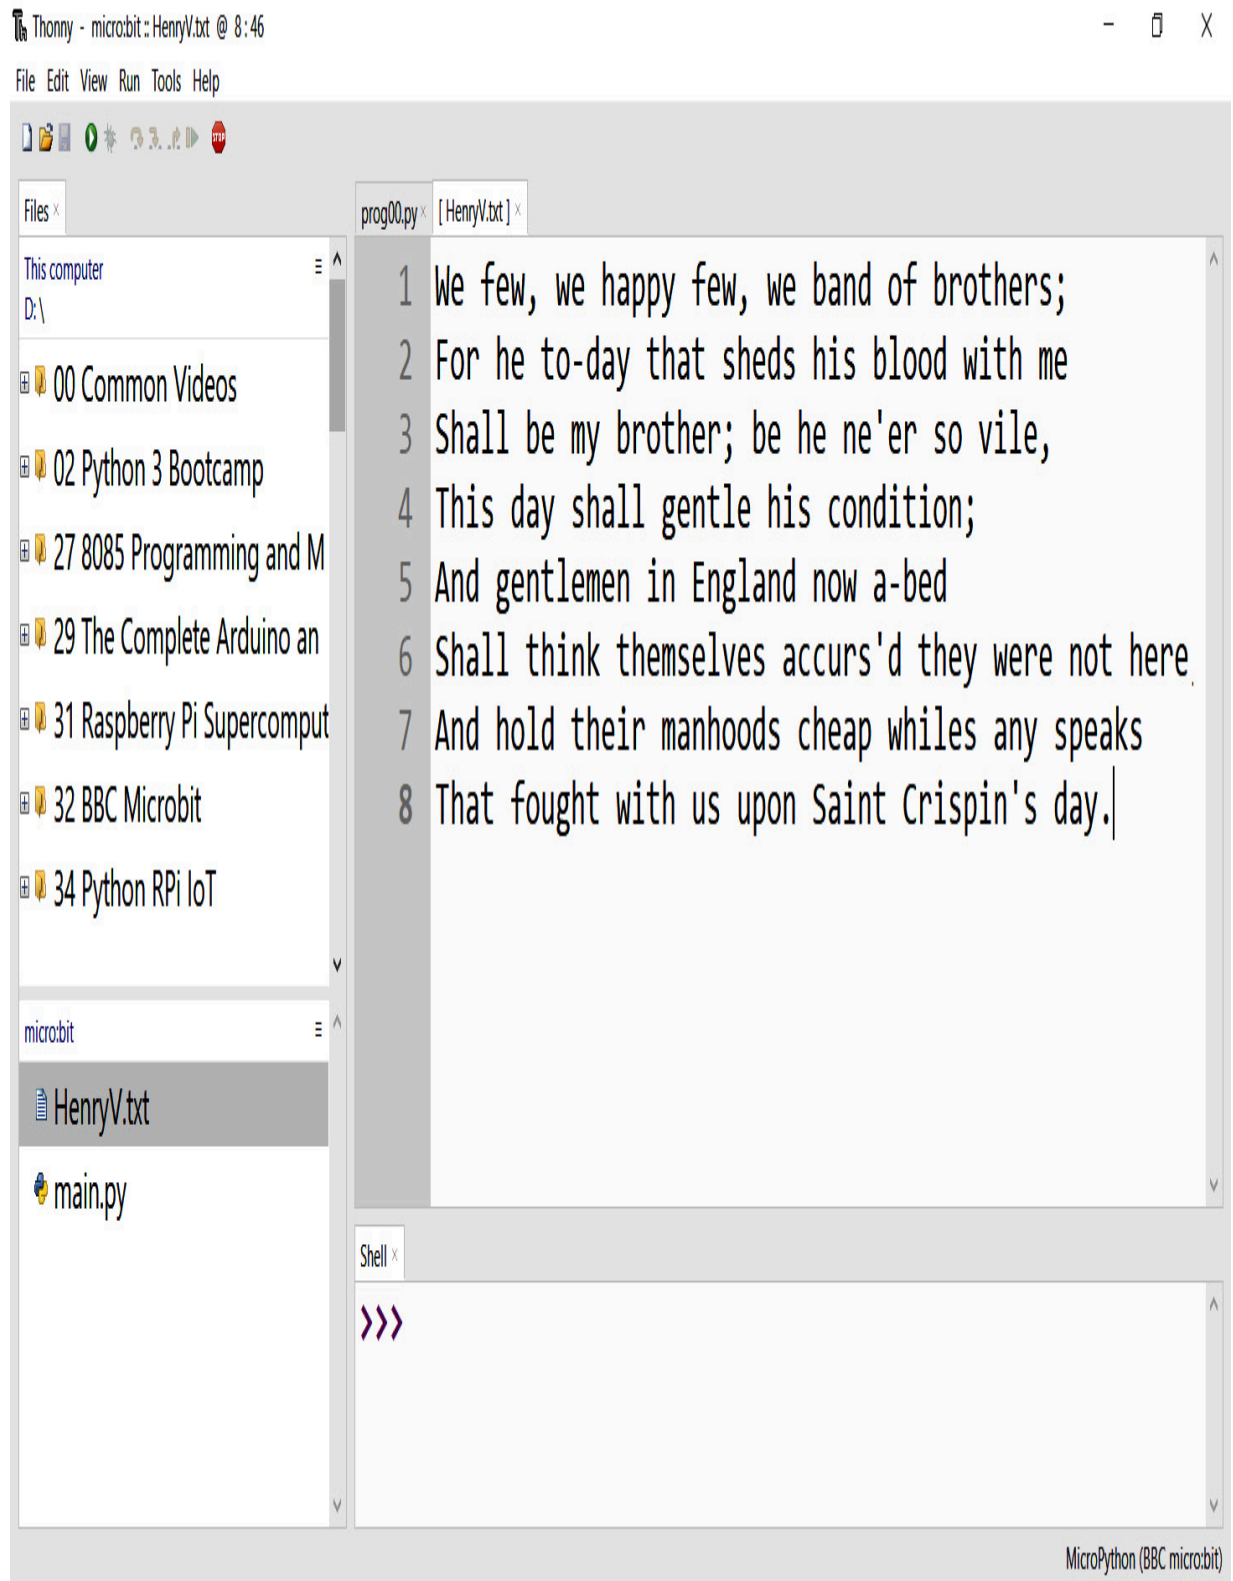 Thonny - micro:bit :: HenryV.txt @ 8:46
File Edit View Run Tools Help
STOP
Files ×
This computer
D:\
00 Common Videos
02 Python 3 Bootcamp
27 8085 Programming and M
29 The Complete Arduino an
31 Raspberry Pi Supercomput
32 BBC Microbit
34 Python RPi IoT
micro:bit
HenryV.txt
main.py
prog00.py × [ HenryV.txt ] ×
1 We few, we happy few, we band of brothers;
2 For he to-day that sheds his blood with me
3 Shall be my brother; be he ne'er so vile,
4 This day shall gentle his condition;
5 And gentlemen in England now a-bed
6 Shall think themselves accurs'd they were not here
7 And hold their manhoods cheap whiles any speaks
8 That fought with us upon Saint Crispin's day.
Shell ×
>>>
MicroPython (BBC micro:bit)